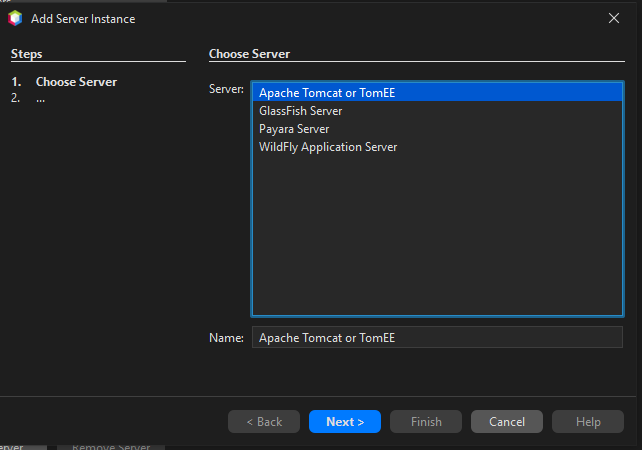 Add Server Instance
Steps
1. Choose Server
2. ...
Choose Server
Server:
Apache Tomcat or TomEE
GlassFish Server
Payara Server
WildFly Application Server
Name: Apache Tomcat or TomEE
< Back Next > Finish Cancel Help
Remove Server